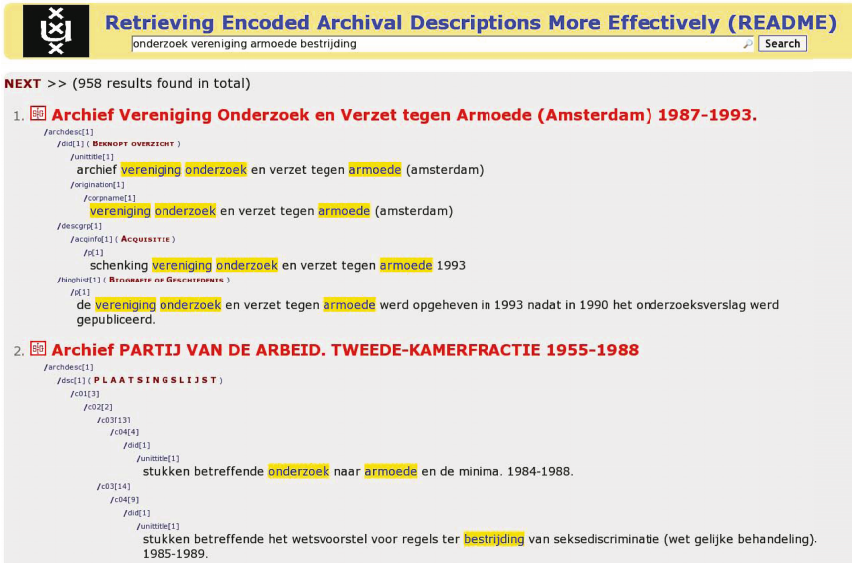 Retrieving Encoded Archival Descriptions More Effectively (README)
onderzoek vereniging armoede bestrijding Search
NEXT >> (958 results found in total)
1. Archief Vereniging Onderzoek en Verzet tegen Armoede (Amsterdam) 1987-1993.
/archdesc[1]
/did[1] ( BEKNOPT OVERZICHT )
/unittitle[1]
archief vereniging onderzoek en verzet tegen armoede (amsterdam)
/origination[1]
/corpname[1]
vereniging onderzoek en verzet tegen armoede (amsterdam)
/descgrp[1]
/acqinfo[1] ( ACQUISITIE )
/p[1]
schenking vereniging onderzoek en verzet tegen armoede 1993
/bioghist[1] ( BIOGRAFIE OF GESCHIEDENIS )
/p[1]
de vereniging onderzoek en verzet tegen armoede werd opgeheven in 1993 nadat in 1990 het onderzoeksverslag werd
gepubliceerd.
2. Archief PARTIJ VAN DE ARBEID. TWEEDE-KAMERFRACTIE 1955-1988
/archdesc[1]
/dsc[1] ( PLAATSINGSLIJST )
/c01[3]
/c02[2]
/c03[13]
/c04[4]
/did[1]
/unittitle[1]
stukken betreffende onderzoek naar armoede en de minima. 1984-1988.
/c03[14]
/c04[9]
/did[1]
/unittitle[1]
stukken betreffende het wetsvoorstel voor regels ter bestrijding van seksediscriminatie (wet gelijke behandeling).
1985-1989.